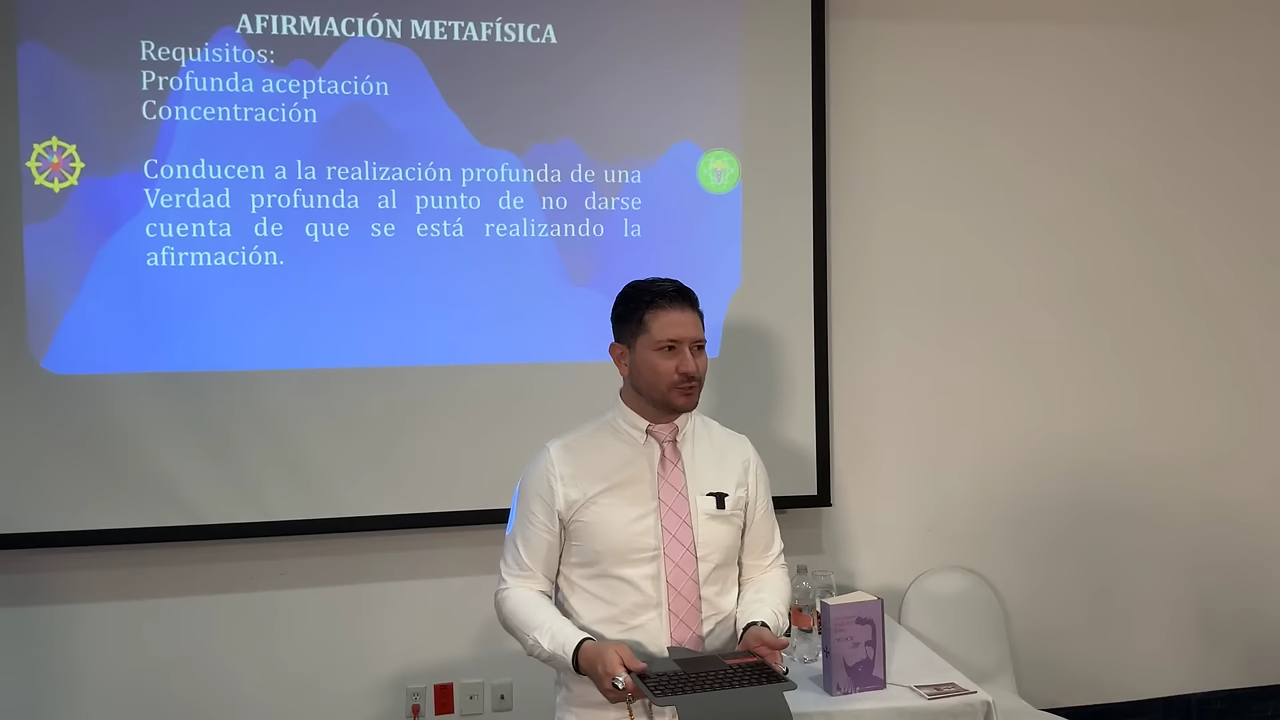 AFIRMACIÓN METAFÍSICA
Requisitos:
Profunda aceptación
Concentración
Conducen a la realización profunda de una
Verdad profunda al punto de no darse
cuenta de que se está realizando la
afirmación.